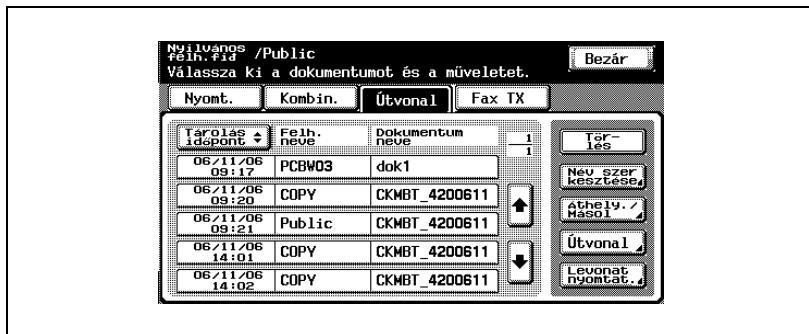 Nyilvános
félh.fid /Public
Válassza ki a dokumentumot és a műveletet.
Bezár
Nyomt. Kombin. Útvonal Fax TX
Tárolás
időpont
Felh.
neve
Dokumentum
neve
1
1
06/11/06
09:17
PCBW03 dok1
06/11/06
09:20
COPY CKMBT_4200611
06/11/06
09:21
Public CKMBT_4200611
06/11/06
14:01
COPY CKMBT_4200611
06/11/06
14:02
COPY CKMBT_4200611
Tör-
lés
Név szer
kesztése
Áthely./
Másol
Útvonal
Levonat
nyomtat.